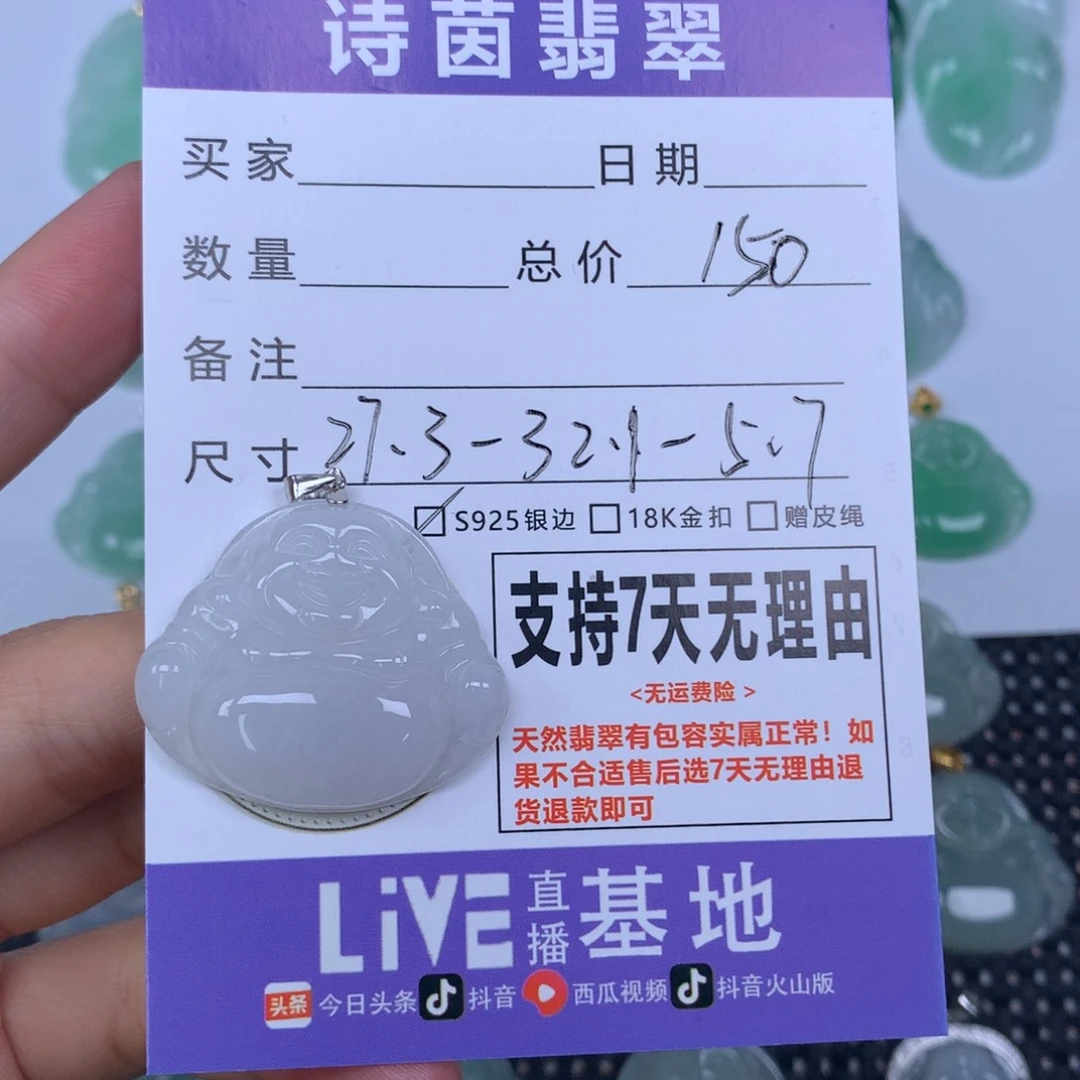 诗茵翡翠
买家 日期
数量 总价 150
备注
尺寸 27.3-32.1-5.7
S925银边 18K金扣 赠皮绳
支持7天无理由
<无运费险>
天然翡翠有包容实属正常！如
果不合适售后选7天无理由退
货退款即可
LiVE直播基地
头条 今日头条 抖音 西瓜视频 抖音火山版